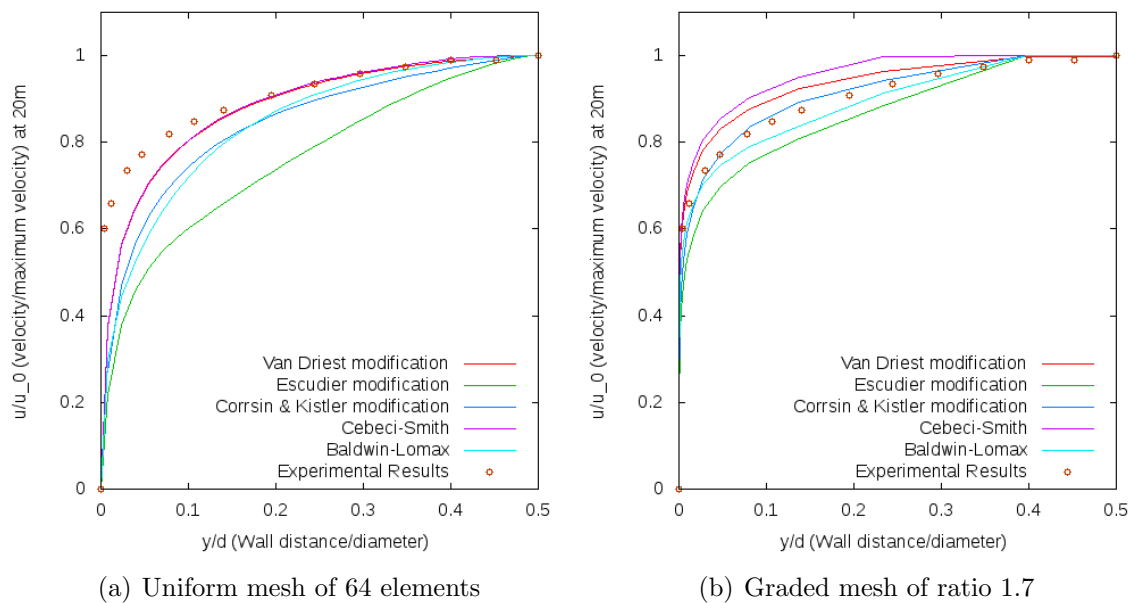 u/u_0 (velocity/maximum velocity) at 20m
1
0.8
0.6
0.4
0.2
0
Van Driest modification
Escudier modification
Corrsin & Kistler modification
Cebeci-Smith
Baldwin-Lomax
Experimental Results
0 0.1 0.2 0.3 0.4 0.5
y/d (Wall distance/diameter)
(a) Uniform mesh of 64 elements
u/u_0 (velocity/maximum velocity) at 20m
1
0.8
0.6
0.4
0.2
0
Van Driest modification
Escudier modification
Corrsin & Kistler modification
Cebeci-Smith
Baldwin-Lomax
Experimental Results
0 0.1 0.2 0.3 0.4 0.5
y/d (Wall distance/diameter)
(b) Graded mesh of ratio 1.7